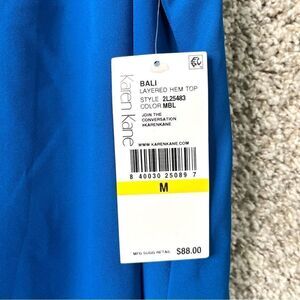 Karen Kane
BALI
LAYERED HEM TOP
STYLE 2L25483
COLOR MBL
JOIN THE
CONVERSATION
#KARENKANE
WWW.KARENKANE.COM
8 40030 25089 7
M
MFG SUGG RETAIL $88.00